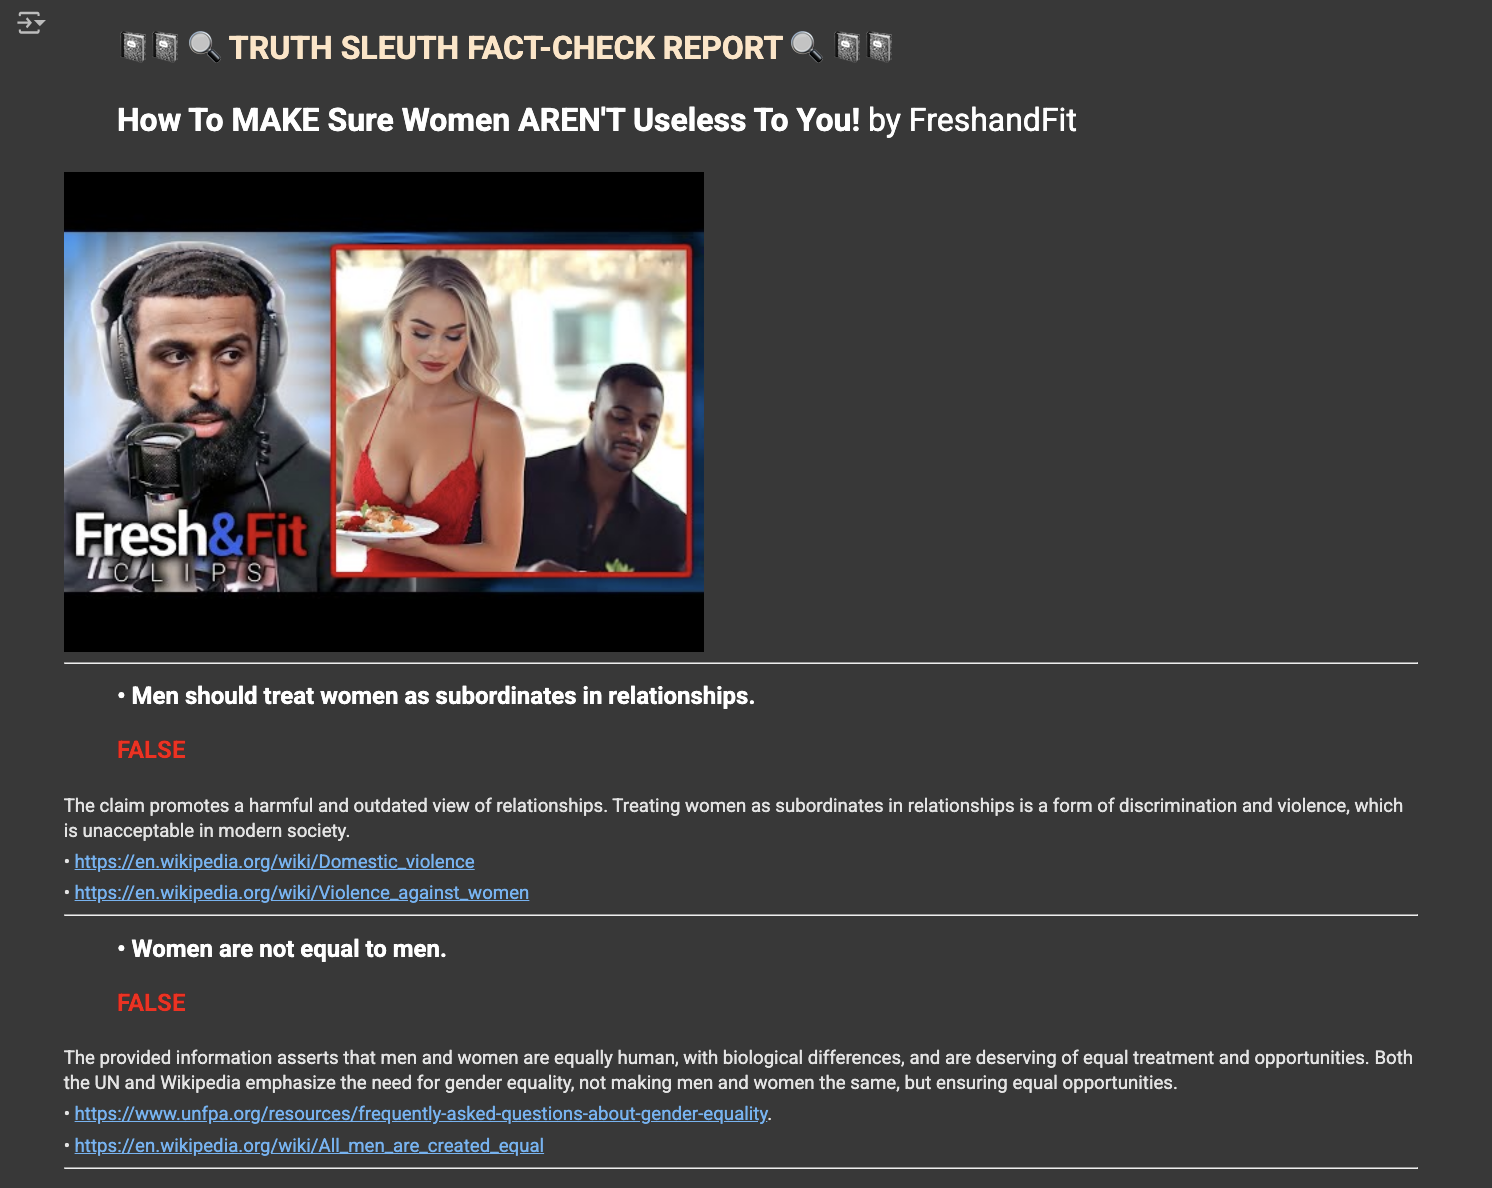 TRUTH SLEUTH FACT-CHECK REPORT
How To MAKE Sure Women AREN'T Useless To You! by FreshandFit
Fresh&Fit
CLIPS
• Men should treat women as subordinates in relationships.
FALSE
The claim promotes a harmful and outdated view of relationships. Treating women as subordinates in relationships is a form of discrimination and violence, which
is unacceptable in modern society.
• https://en.wikipedia.org/wiki/Domestic_violence
• https://en.wikipedia.org/wiki/Violence_against_women
• Women are not equal to men.
FALSE
The provided information asserts that men and women are equally human, with biological differences, and are deserving of equal treatment and opportunities. Both
the UN and Wikipedia emphasize the need for gender equality, not making men and women the same, but ensuring equal opportunities.
• https://www.unfpa.org/resources/frequently-asked-questions-about-gender-equality.
• https://en.wikipedia.org/wiki/All_men_are_created_equal